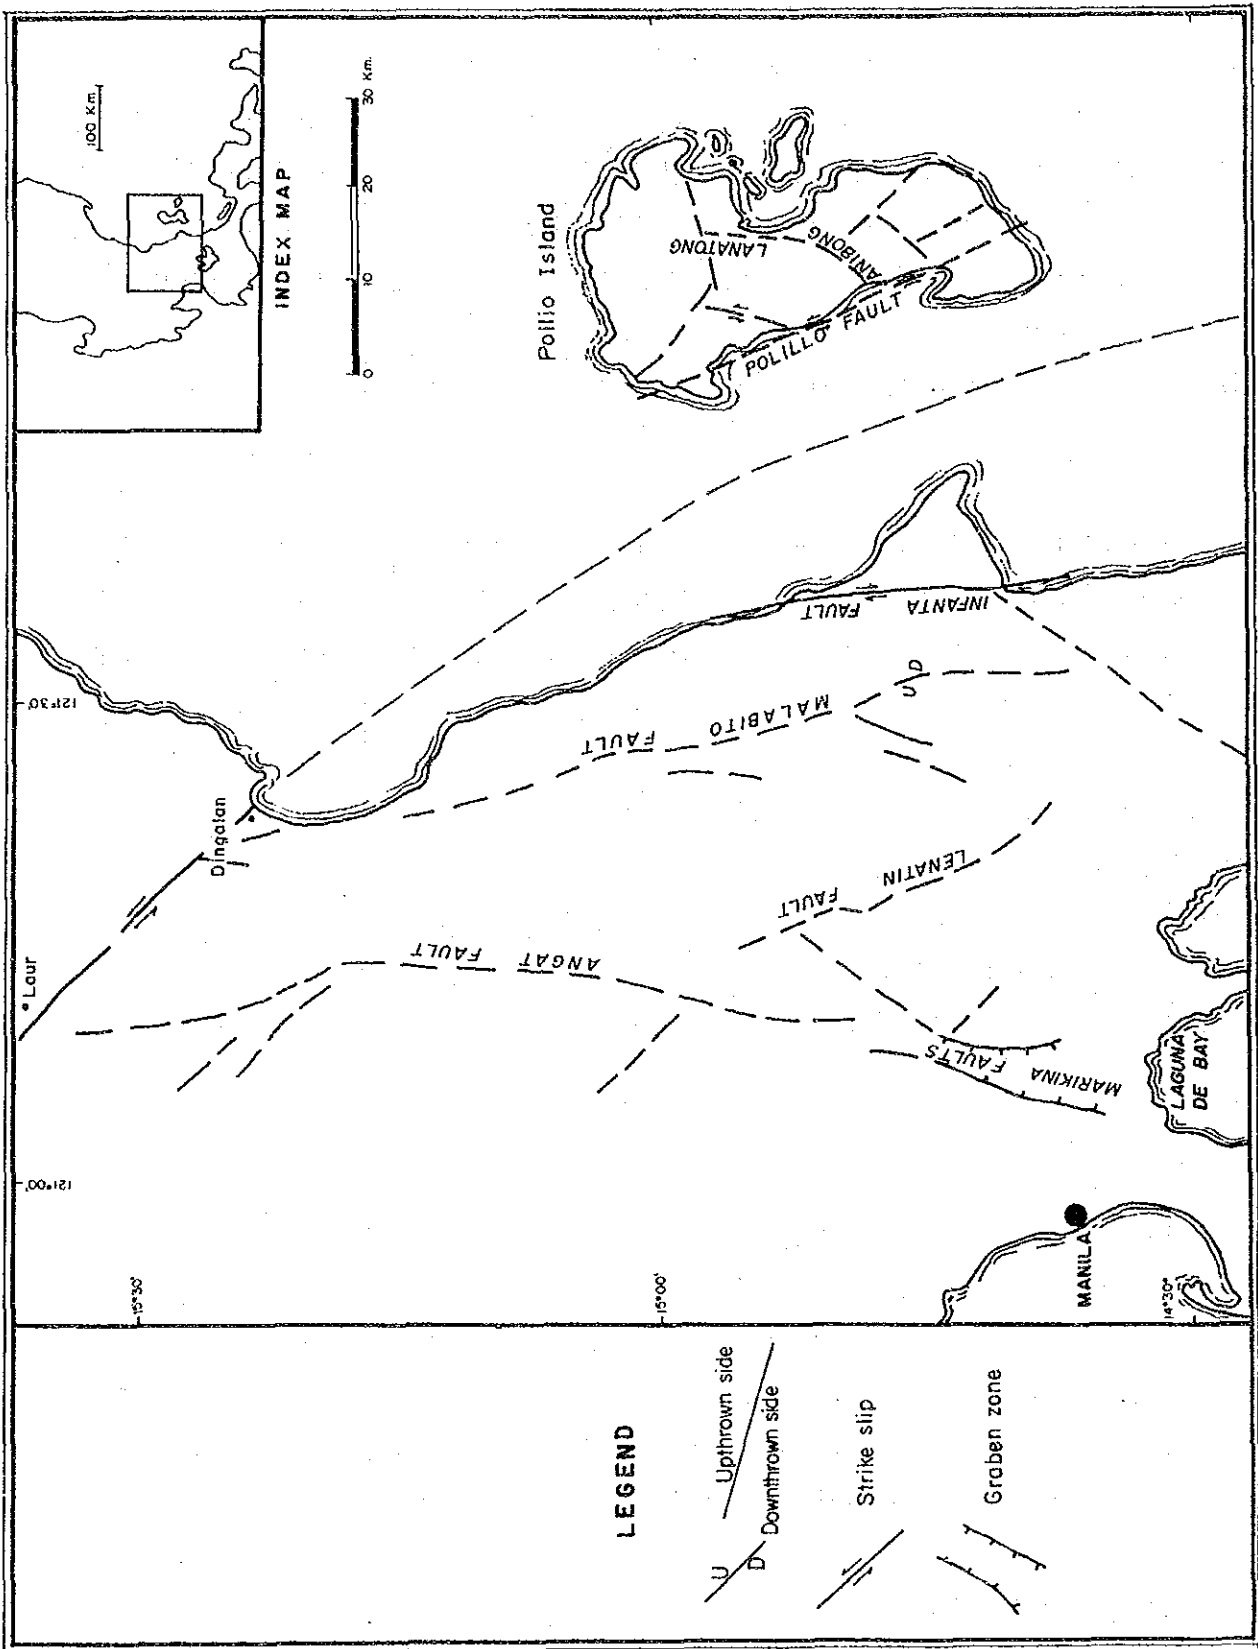 100 Km.
INDEX MAP
0 10 20 30 Km.
Polilio Island
LANATONG
ANIBONG
POLILLO FAULT
INFANTA FAULT
MALABITO FAULT
U
D
LENATIN FAULT
ANGAT FAULT
MARIKINA FAULTS
Dingalan
Laur
LAGUNA
DE BAY
MANILA
121°30'
121°00'
15°30'
15°00'
14°30'
LEGEND
U
D
Upthrown side
Downthrown side
Strike slip
Graben zone